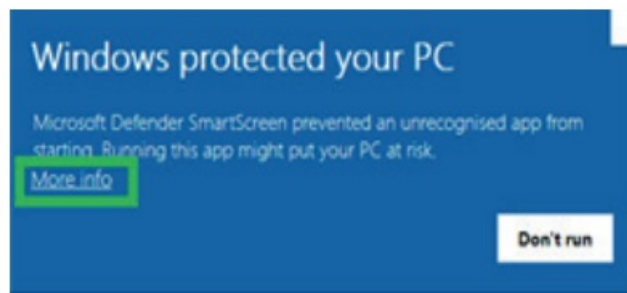 Windows protected your PC
Microsoft Defender SmartScreen prevented an unrecognised app from
starting. Running this app might put your PC at risk.
More info
Don't run